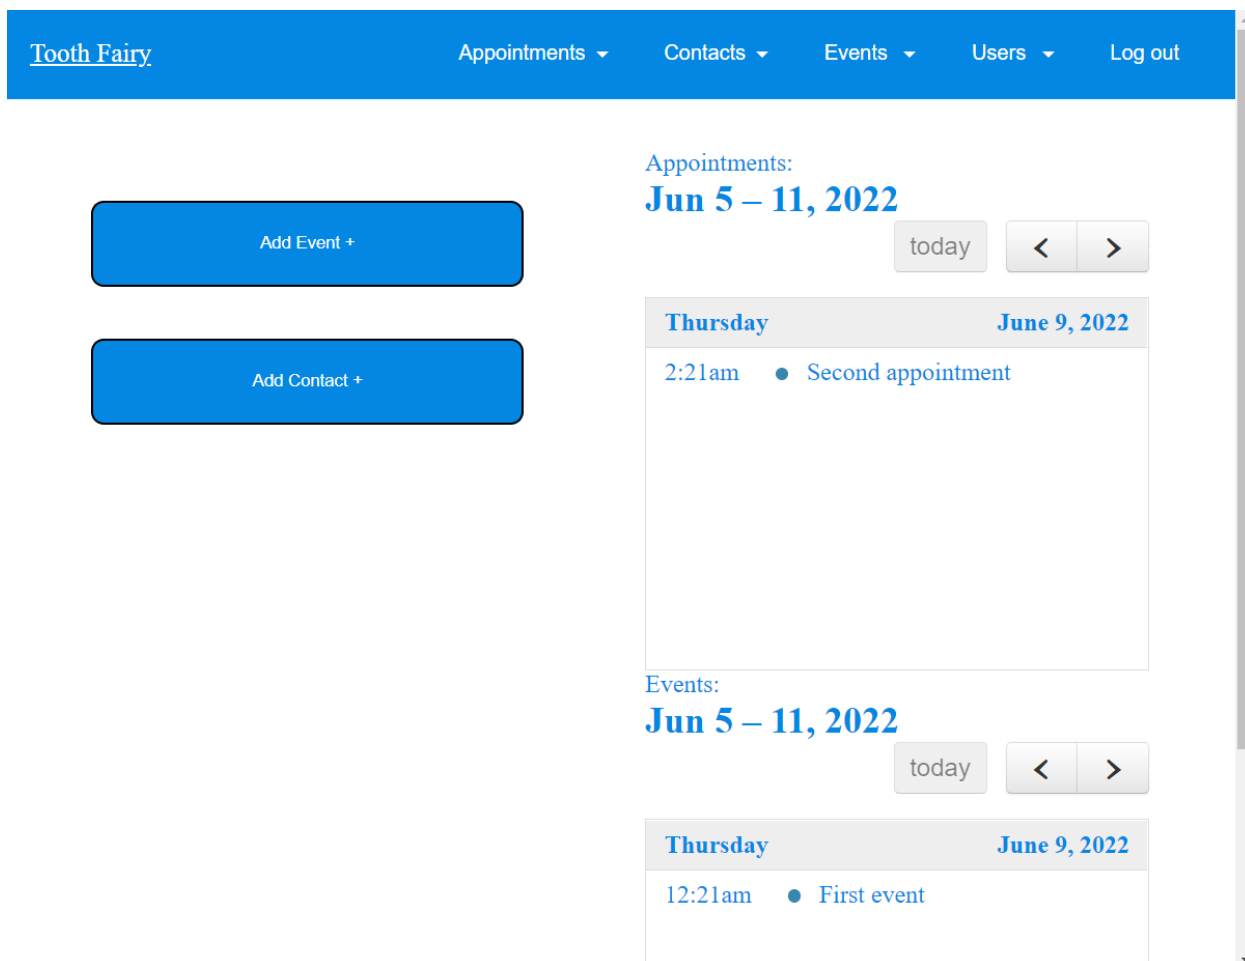 Tooth Fairy Appointments Contacts Events Users Log out
Add Event +
Add Contact +
Appointments:
Jun 5 – 11, 2022
today
Thursday June 9, 2022
2:21am Second appointment
Events:
Jun 5 – 11, 2022
today
Thursday June 9, 2022
12:21am First event